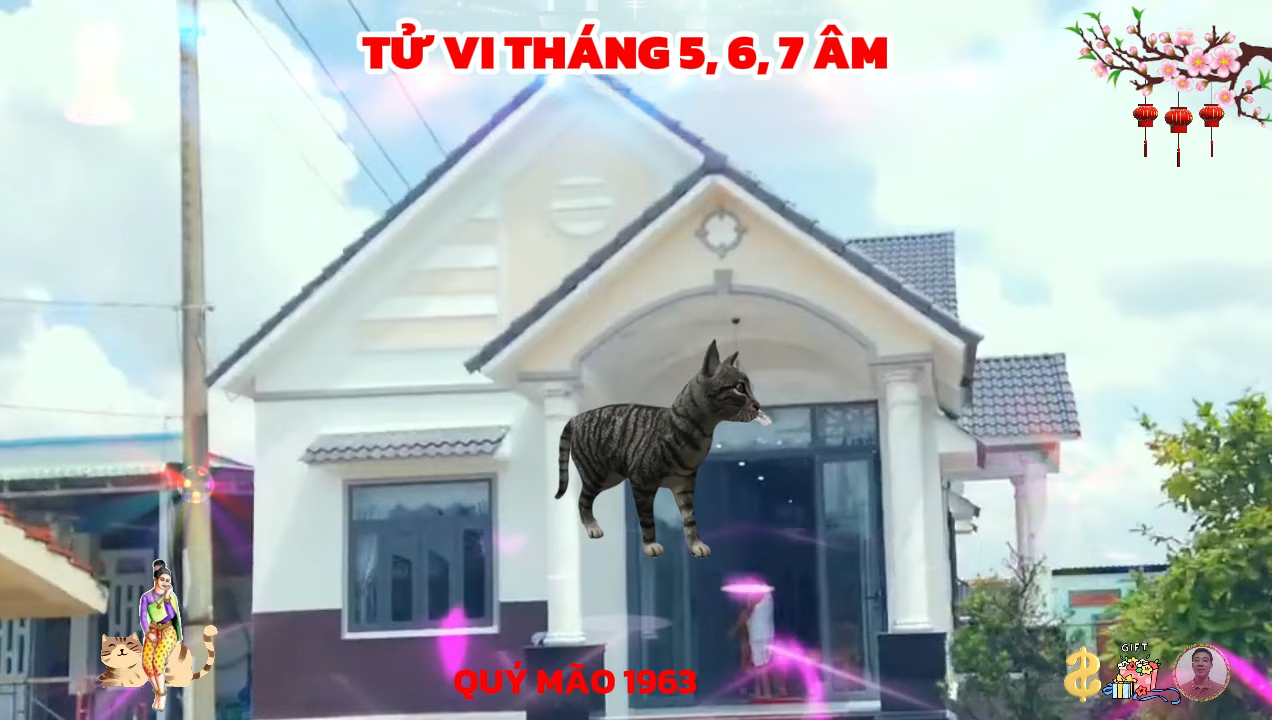 TỬ VI THÁNG 5, 6, 7 ÂM
GIFT
QUÝ MÃO 1963